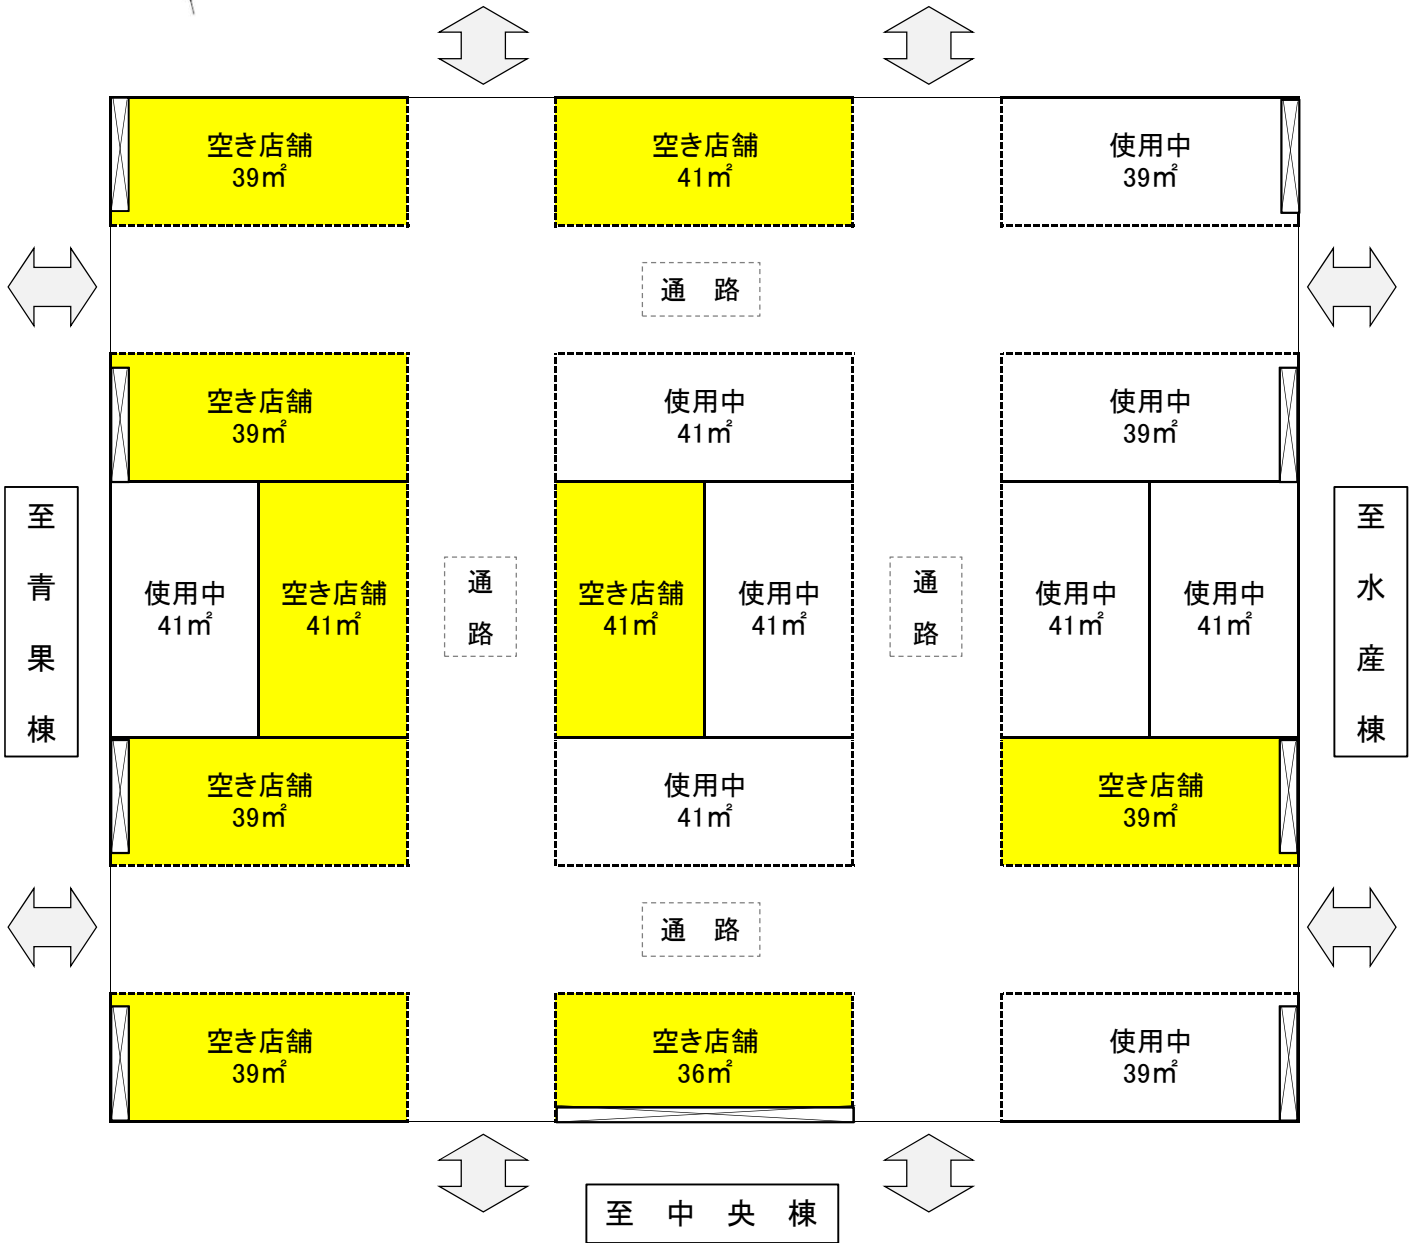 空き店舗
39㎡
空き店舗
41㎡
使用中
39㎡
通 路
空き店舗
39㎡
使用中
41㎡
使用中
39㎡
至青果棟
使用中
41㎡
空き店舗
41㎡
通路
空き店舗
41㎡
使用中
41㎡
通路
使用中
41㎡
使用中
41㎡
至水産棟
空き店舗
39㎡
使用中
41㎡
空き店舗
39㎡
通 路
空き店舗
39㎡
空き店舗
36㎡
使用中
39㎡
至 中 央 棟